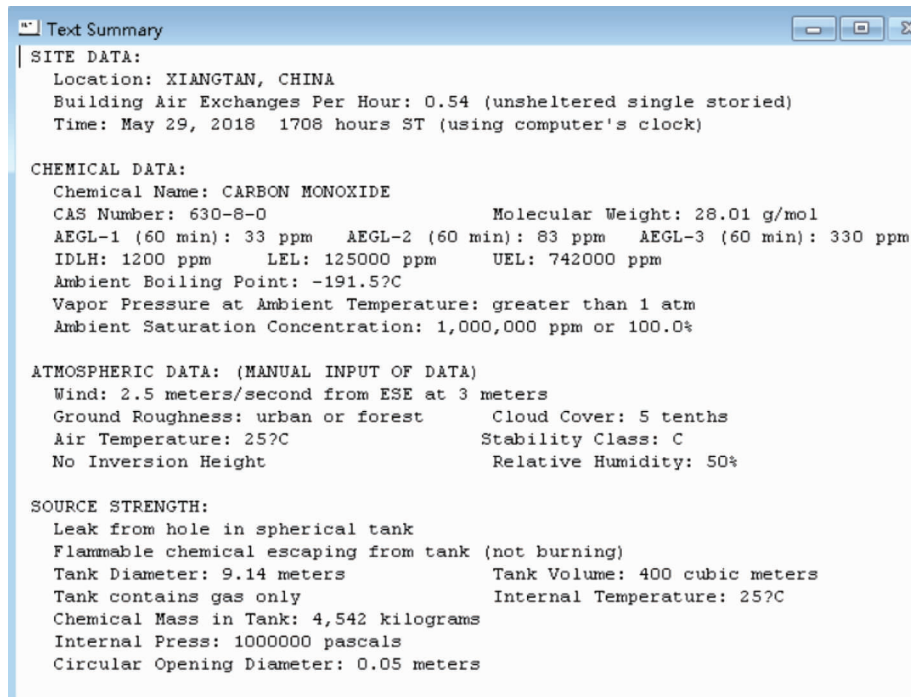 Text Summary
SITE DATA:
Location: XIANGTAN, CHINA
Building Air Exchanges Per Hour: 0.54 (unsheltered single storied)
Time: May 29, 2018 1708 hours ST (using computer's clock)
CHEMICAL DATA:
Chemical Name: CARBON MONOXIDE
CAS Number: 630-8-0 Molecular Weight: 28.01 g/mol
AEGL-1 (60 min): 33 ppm AEGL-2 (60 min): 83 ppm AEGL-3 (60 min): 330 ppm
IDLH: 1200 ppm LEL: 125000 ppm UEL: 742000 ppm
Ambient Boiling Point: -191.5?C
Vapor Pressure at Ambient Temperature: greater than 1 atm
Ambient Saturation Concentration: 1,000,000 ppm or 100.0%
ATMOSPHERIC DATA: (MANUAL INPUT OF DATA)
Wind: 2.5 meters/second from ESE at 3 meters
Ground Roughness: urban or forest Cloud Cover: 5 tenths
Air Temperature: 25?C Stability Class: C
No Inversion Height Relative Humidity: 50%
SOURCE STRENGTH:
Leak from hole in spherical tank
Flammable chemical escaping from tank (not burning)
Tank Diameter: 9.14 meters Tank Volume: 400 cubic meters
Tank contains gas only Internal Temperature: 25?C
Chemical Mass in Tank: 4,542 kilograms
Internal Press: 1000000 pascals
Circular Opening Diameter: 0.05 meters